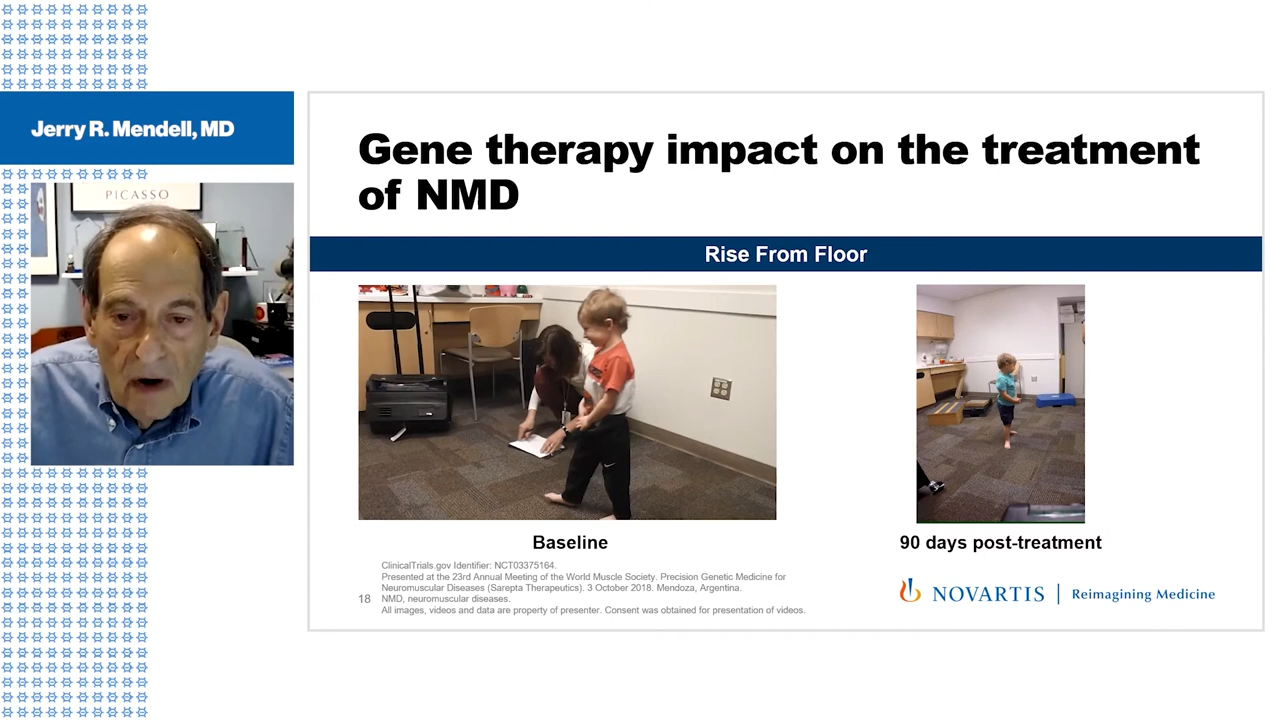 Jerry R. Mendell, MD
PICASSO
Gene therapy impact on the treatment
of NMD
Rise From Floor
Baseline
90 days post-treatment
ClinicalTrials.gov Identifier: NCT03375164.
Presented at the 23rd Annual Meeting of the World Muscle Society. Precision Genetic Medicine for
Neuromuscular Diseases (Sarepta Therapeutics). 3 October 2018. Mendoza, Argentina.
18 NMD, neuromuscular diseases.
All images, videos and data are property of presenter. Consent was obtained for presentation of videos.
NOVARTIS | Reimagining Medicine